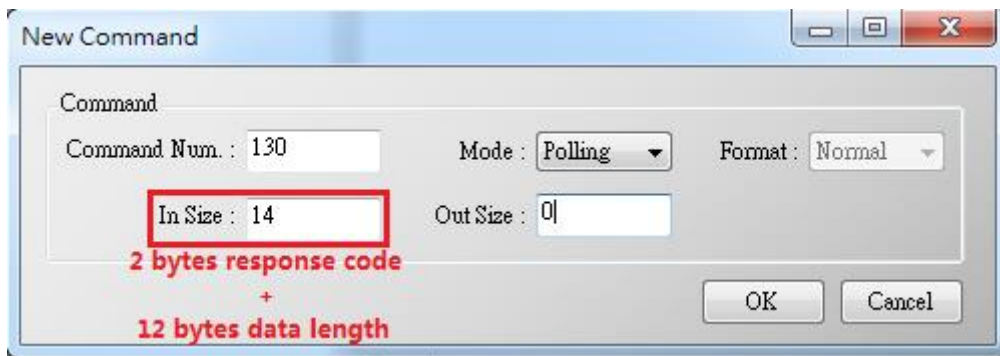 New Command
Command
Command Num. : 130 Mode : Polling Format : Normal
In Size : 14 Out Size : 0
2 bytes response code
+
12 bytes data length
OK Cancel